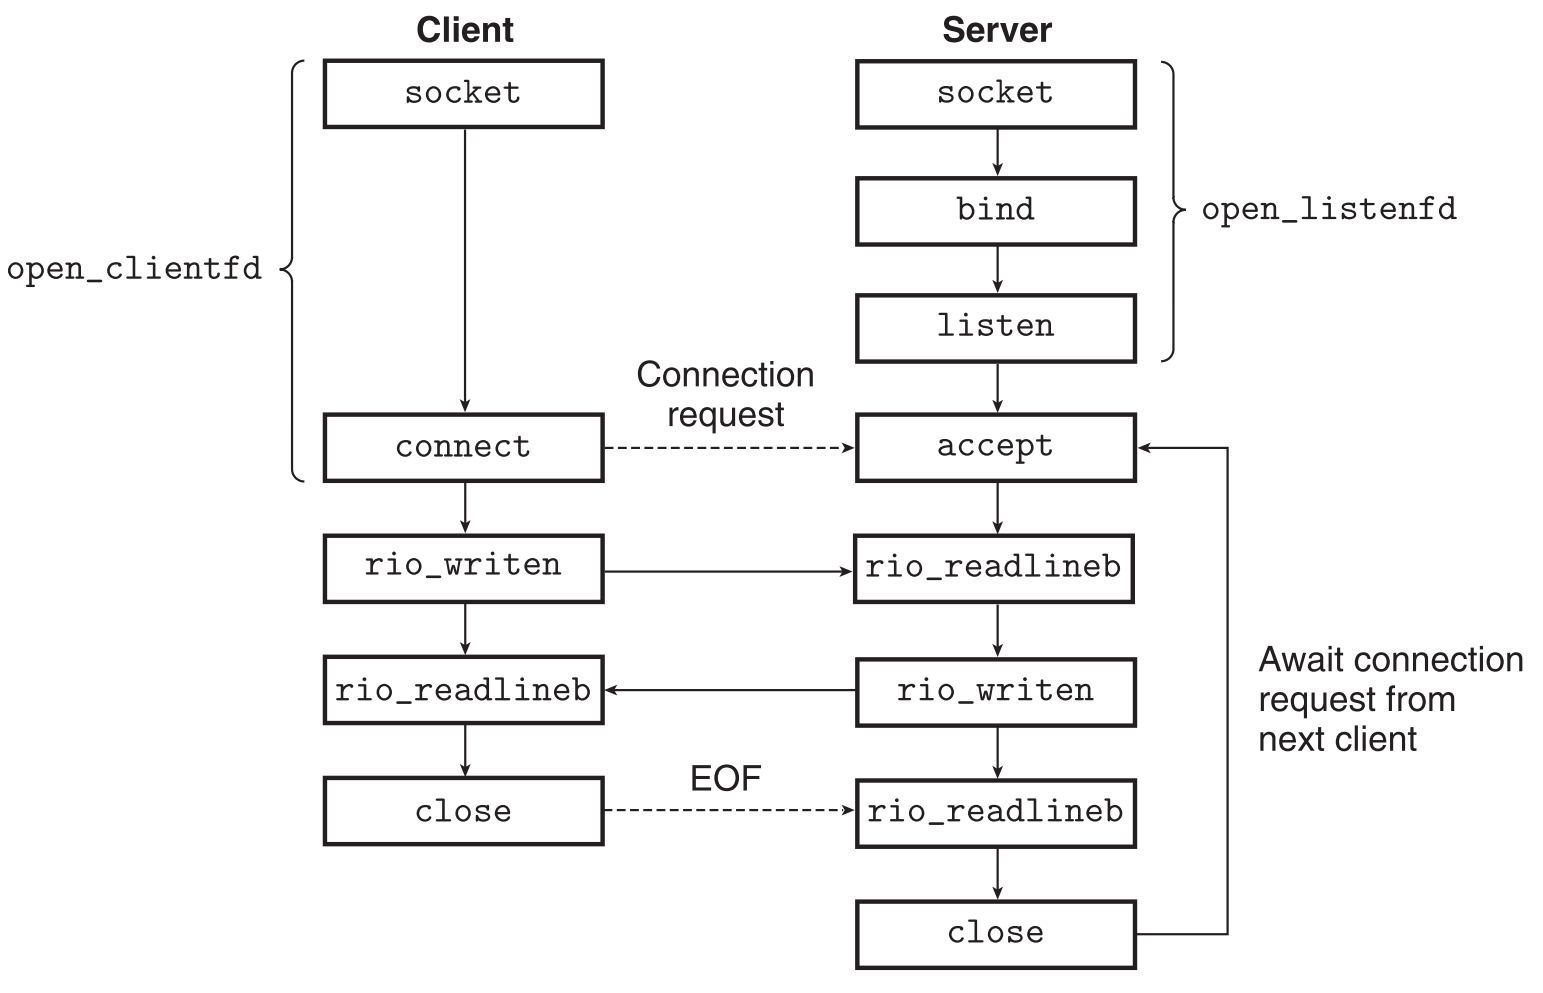 Client
Server
socket
socket
bind
open_listenfd
open_clientfd
listen
Connection
request
connect
accept
rio_writen
rio_readlineb
rio_readlineb
rio_writen
Await connection
request from
next client
EOF
close
rio_readlineb
close